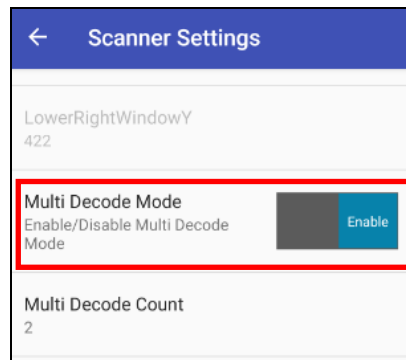 Scanner Settings
LowerRightWindowY
422
Multi Decode Mode
Enable/Disable Multi Decode
Mode
Enable
Multi Decode Count
2